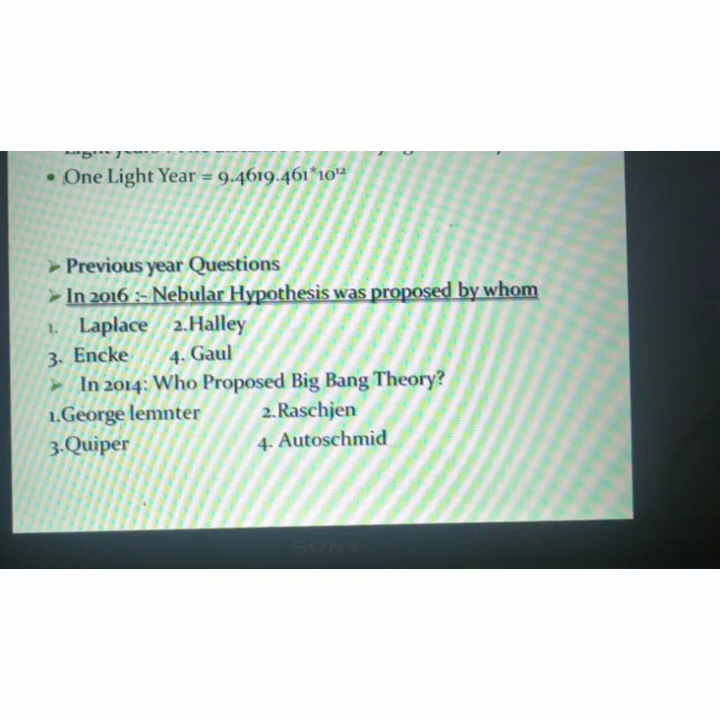 One Light Year = 9.4619.461*10¹²
Previous year Questions
In 2016 :- Nebular Hypothesis was proposed by whom
1. Laplace 2.Halley
3. Encke 4. Gaul
In 2014: Who Proposed Big Bang Theory?
1.George lemnter 2.Raschjen
3.Quiper 4. Autoschmid
SONY